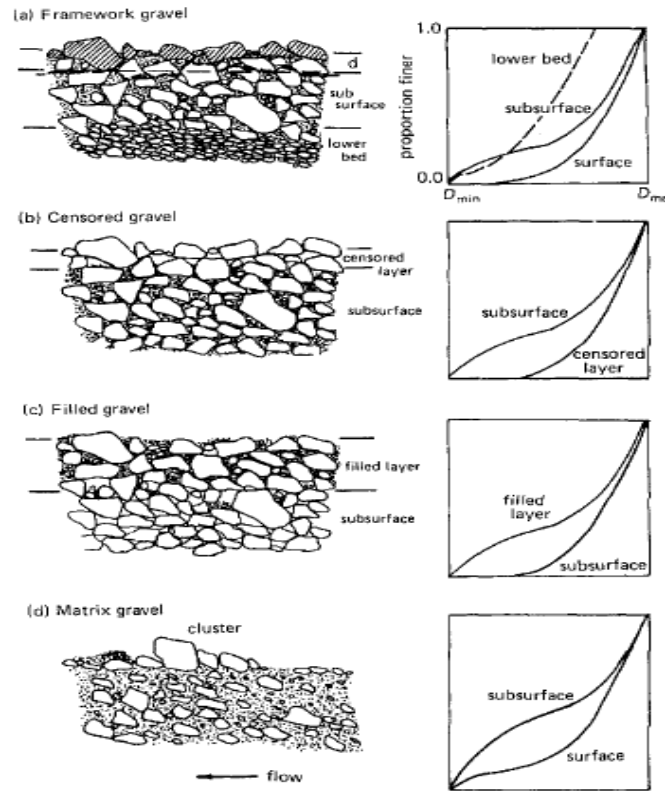 (a) Framework gravel
d
sub
surface
lower
bed
1.0
proportion finer
0.0
lower bed
subsurface
surface
Dmin
(b) Censored gravel
censored
layer
subsurface
subsurface
censored
layer
(c) Filled gravel
filled layer
subsurface
filled
layer
subsurface
(d) Matrix gravel
cluster
flow
subsurface
surface